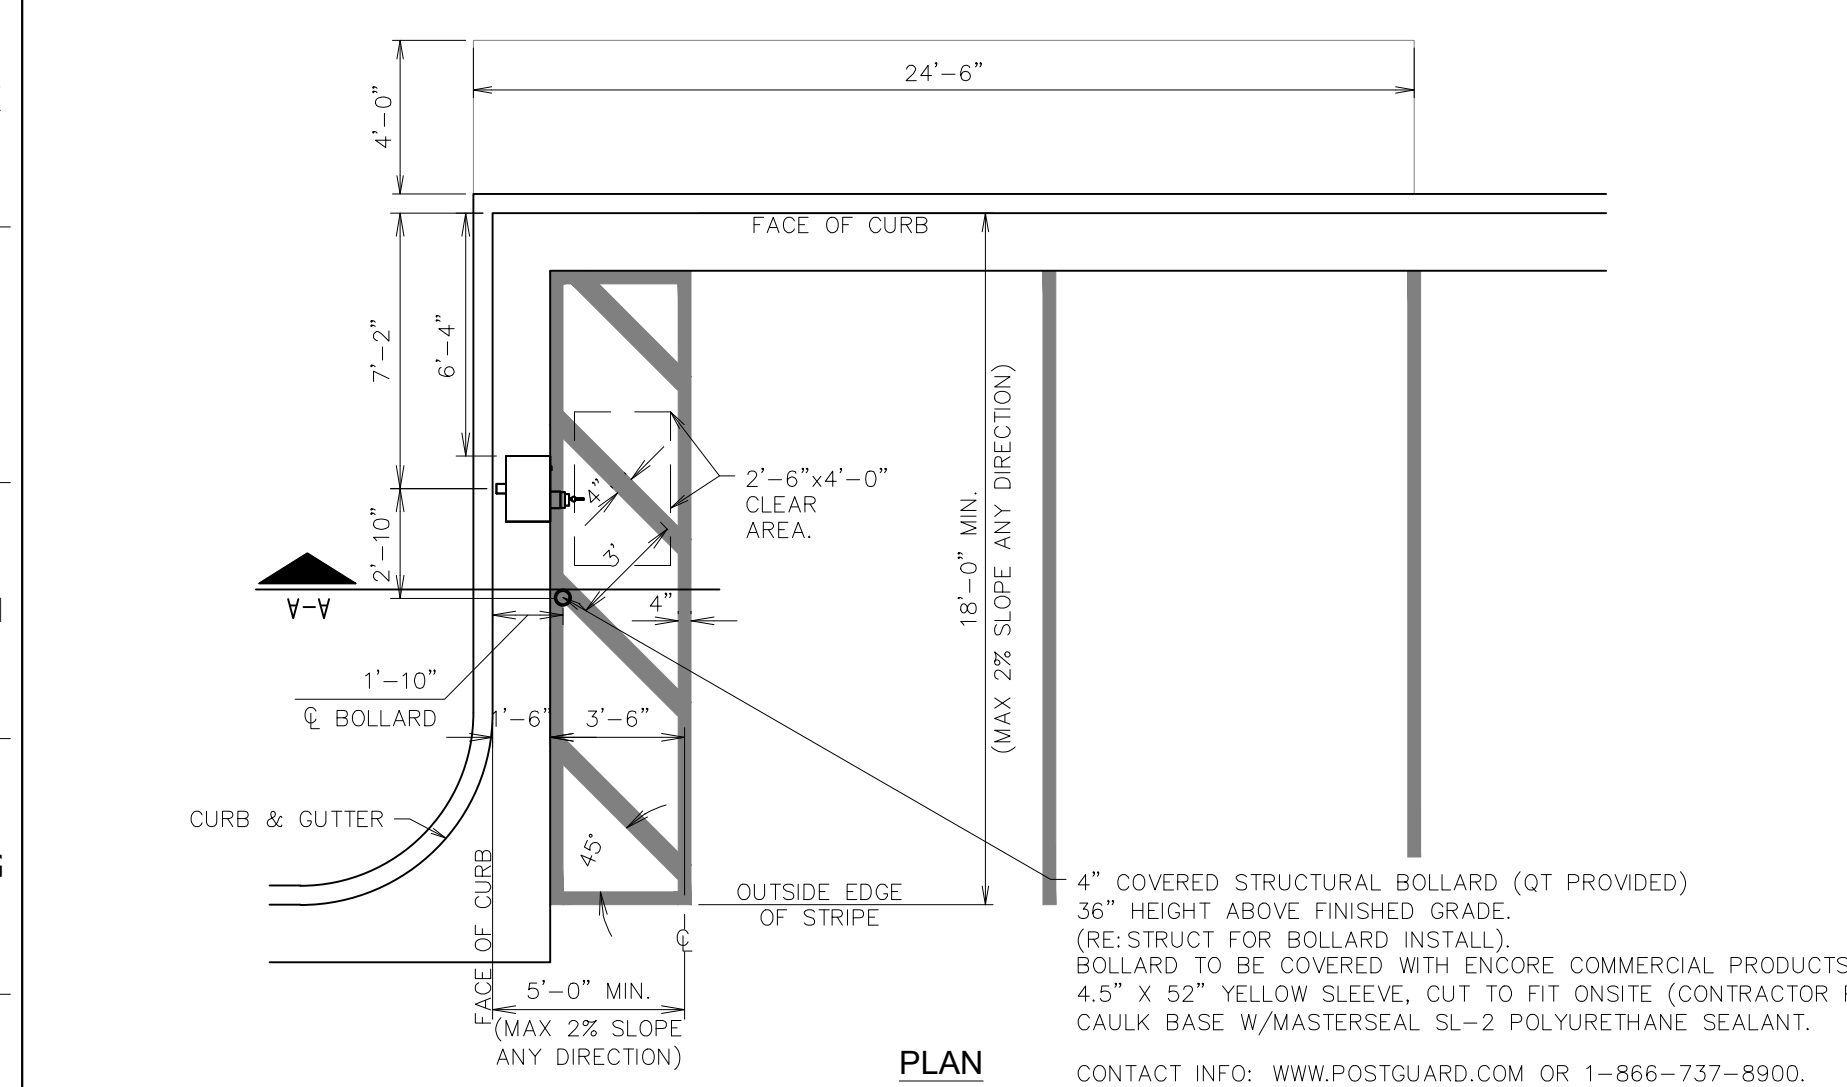 24'-6"
4'-0"
FACE OF CURB
7'-2"
6'-4"
2'-6"x4'-0"
CLEAR
AREA.
4"
3'
2'-10"
A-A
4"
18'-0" MIN.
(MAX 2% SLOPE ANY DIRECTION)
1'-10"
℄ BOLLARD
1'-6"
3'-6"
CURB & GUTTER
45°
FACE OF CURB
OUTSIDE EDGE
OF STRIPE
℄
5'-0" MIN.
(MAX 2% SLOPE
ANY DIRECTION)
4" COVERED STRUCTURAL BOLLARD (QT PROVIDED)
36" HEIGHT ABOVE FINISHED GRADE.
(RE:STRUCT FOR BOLLARD INSTALL).
BOLLARD TO BE COVERED WITH ENCORE COMMERCIAL PRODUCTS
4.5" X 52" YELLOW SLEEVE, CUT TO FIT ONSITE (CONTRACTOR
CAULK BASE W/MASTERSEAL SL-2 POLYURETHANE SEALANT.
CONTACT INFO: WWW.POSTGUARD.COM OR 1-866-737-8900.
PLAN